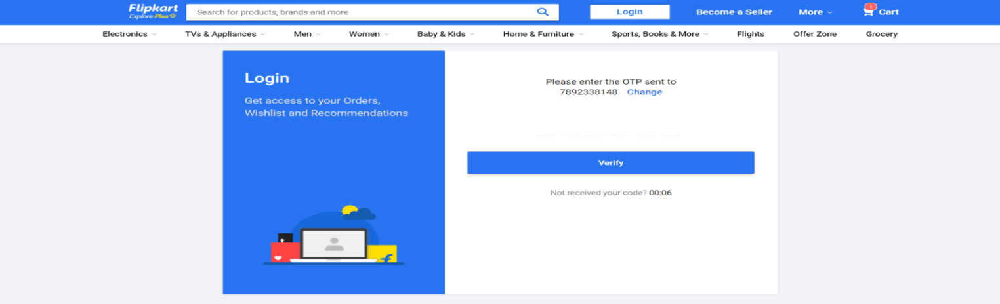 Flipkart
Explore Plus
Search for products, brands and more
Login
Become a Seller
More
1
Cart
Electronics
TVs & Appliances
Men
Women
Baby & Kids
Home & Furniture
Sports, Books & More
Flights
Offer Zone
Grocery
Login
Get access to your Orders,
Wishlist and Recommendations
Please enter the OTP sent to
7892338148. Change
Verify
Not received your code? 00:06
f